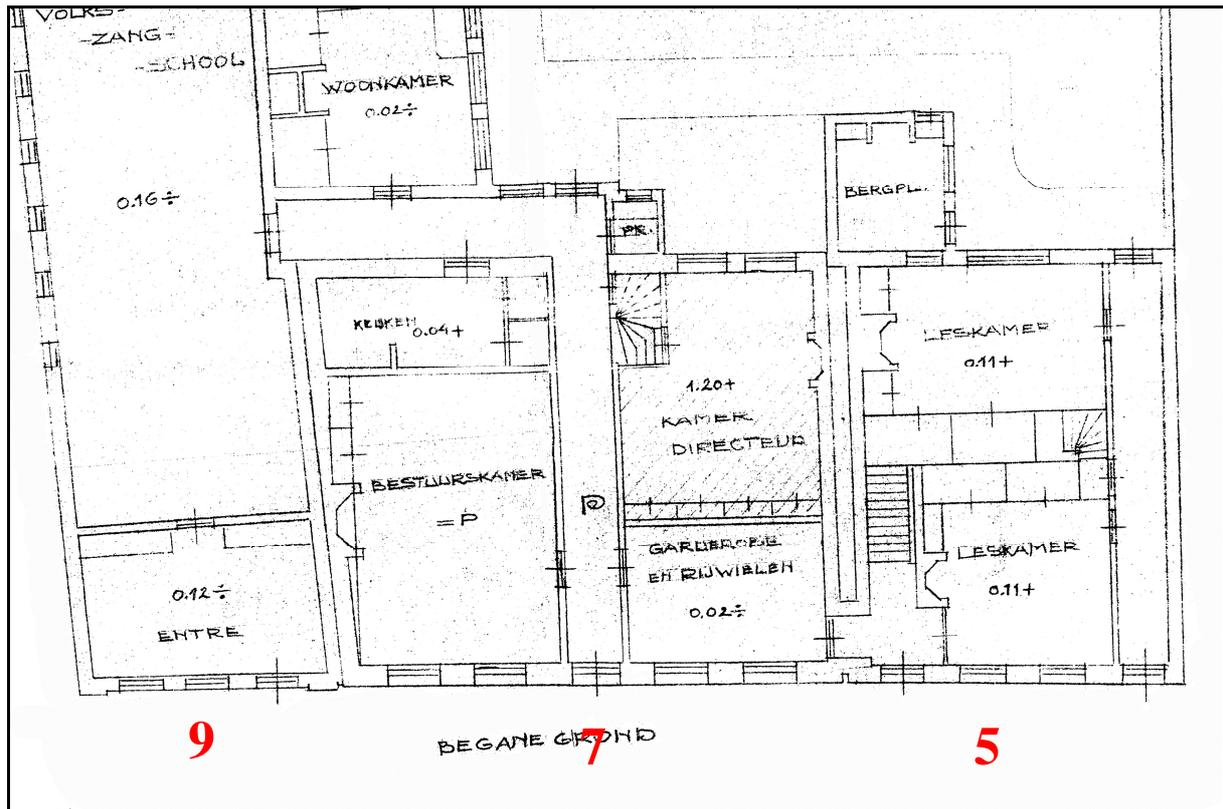 VOLKS-
-ZANG-
-SCHOOL
0.16 ÷
WOONKAMER
0.02 ÷
PR.
BERGPL.
KEUKEN 0.04+
1.20+
KAMER
DIRECTEUR
LESKAMER
0.11+
BESTUURSKAMER
= P
P
GARDEROBE
EN RIJWIELEN
0.02 ÷
LESKAMER
0.11+
0.12 ÷
ENTRE
9
7
5
BEGANE GROND